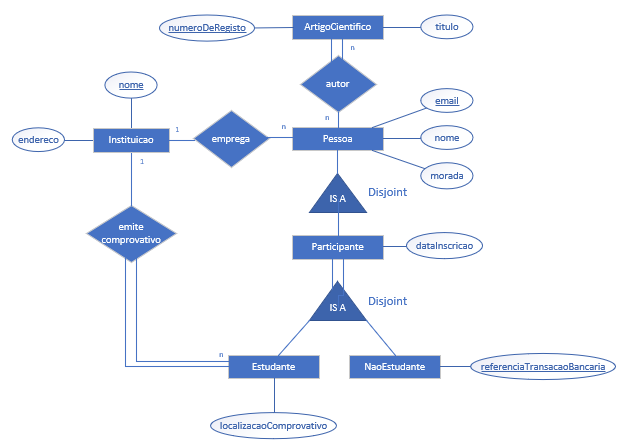 numeroDeRegisto
ArtigoCientifico
titulo
n
autor
nome
n
email
endereco
Instituicao
1
emprega
n
Pessoa
nome
1
morada
IS A
Disjoint
emite
comprovativo
Participante
dataInscricao
IS A
Disjoint
n
Estudante
NaoEstudante
referenciaTransacaoBancaria
localizacaoComprovativo